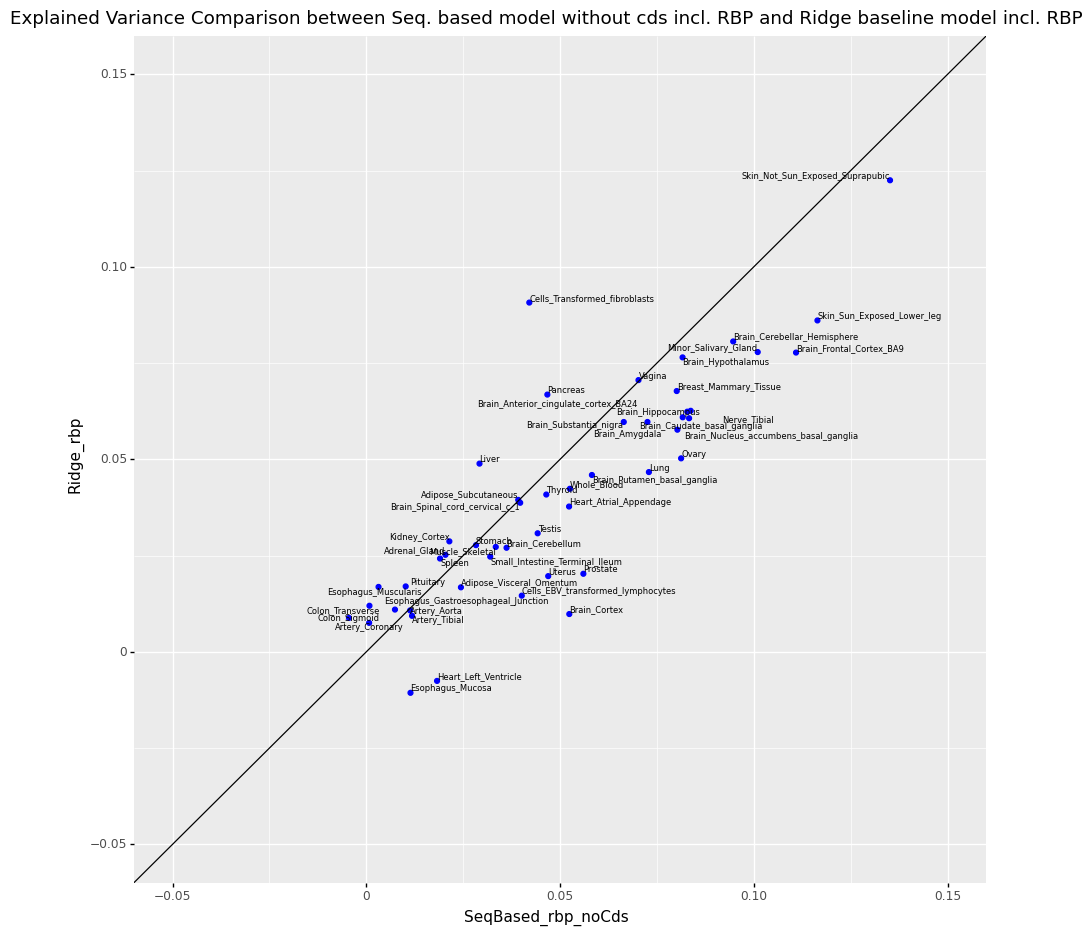 Explained Variance Comparison between Seq. based model without cds incl. RBP and Ridge baseline model incl. RBP
0.15
Skin_Not_Sun_Exposed_Suprapubic
0.10
Cells_Transformed_fibroblasts
Skin_Sun_Exposed_Lower_leg
Brain_Cerebellar_Hemisphere
Minor_Salivary_Gland
Brain_Frontal_Cortex_BA9
Brain_Hypothalamus
Vagina
Pancreas
Breast_Mammary_Tissue
Brain_Anterior_cingulate_cortex_BA24
Brain_Hippocampus
Nerve_Tibial
Brain_Substantia_nigra
Brain_Caudate_basal_ganglia
Brain_Amygdala
Brain_Nucleus_accumbens_basal_ganglia
Ovary
0.05
Liver
Lung
Brain_Putamen_basal_ganglia
Whole_Blood
Thyroid
Adipose_Subcutaneous
Heart_Atrial_Appendage
Brain_Spinal_cord_cervical_c_1
Testis
Kidney_Cortex
Stomach
Brain_Cerebellum
Adrenal_Gland
Muscle_Skeletal
Spleen
Small_Intestine_Terminal_Ileum
Uterus
Prostate
Pituitary
Adipose_Visceral_Omentum
Esophagus_Muscularis
Cells_EBV_transformed_lymphocytes
Esophagus_Gastroesophageal_Junction
Colon_Transverse
Artery_Aorta
Brain_Cortex
Colon_Sigmoid
Artery_Tibial
Artery_Coronary
0
Heart_Left_Ventricle
Esophagus_Mucosa
−0.05
Ridge_rbp
−0.05
0
0.05
0.10
0.15
SeqBased_rbp_noCds